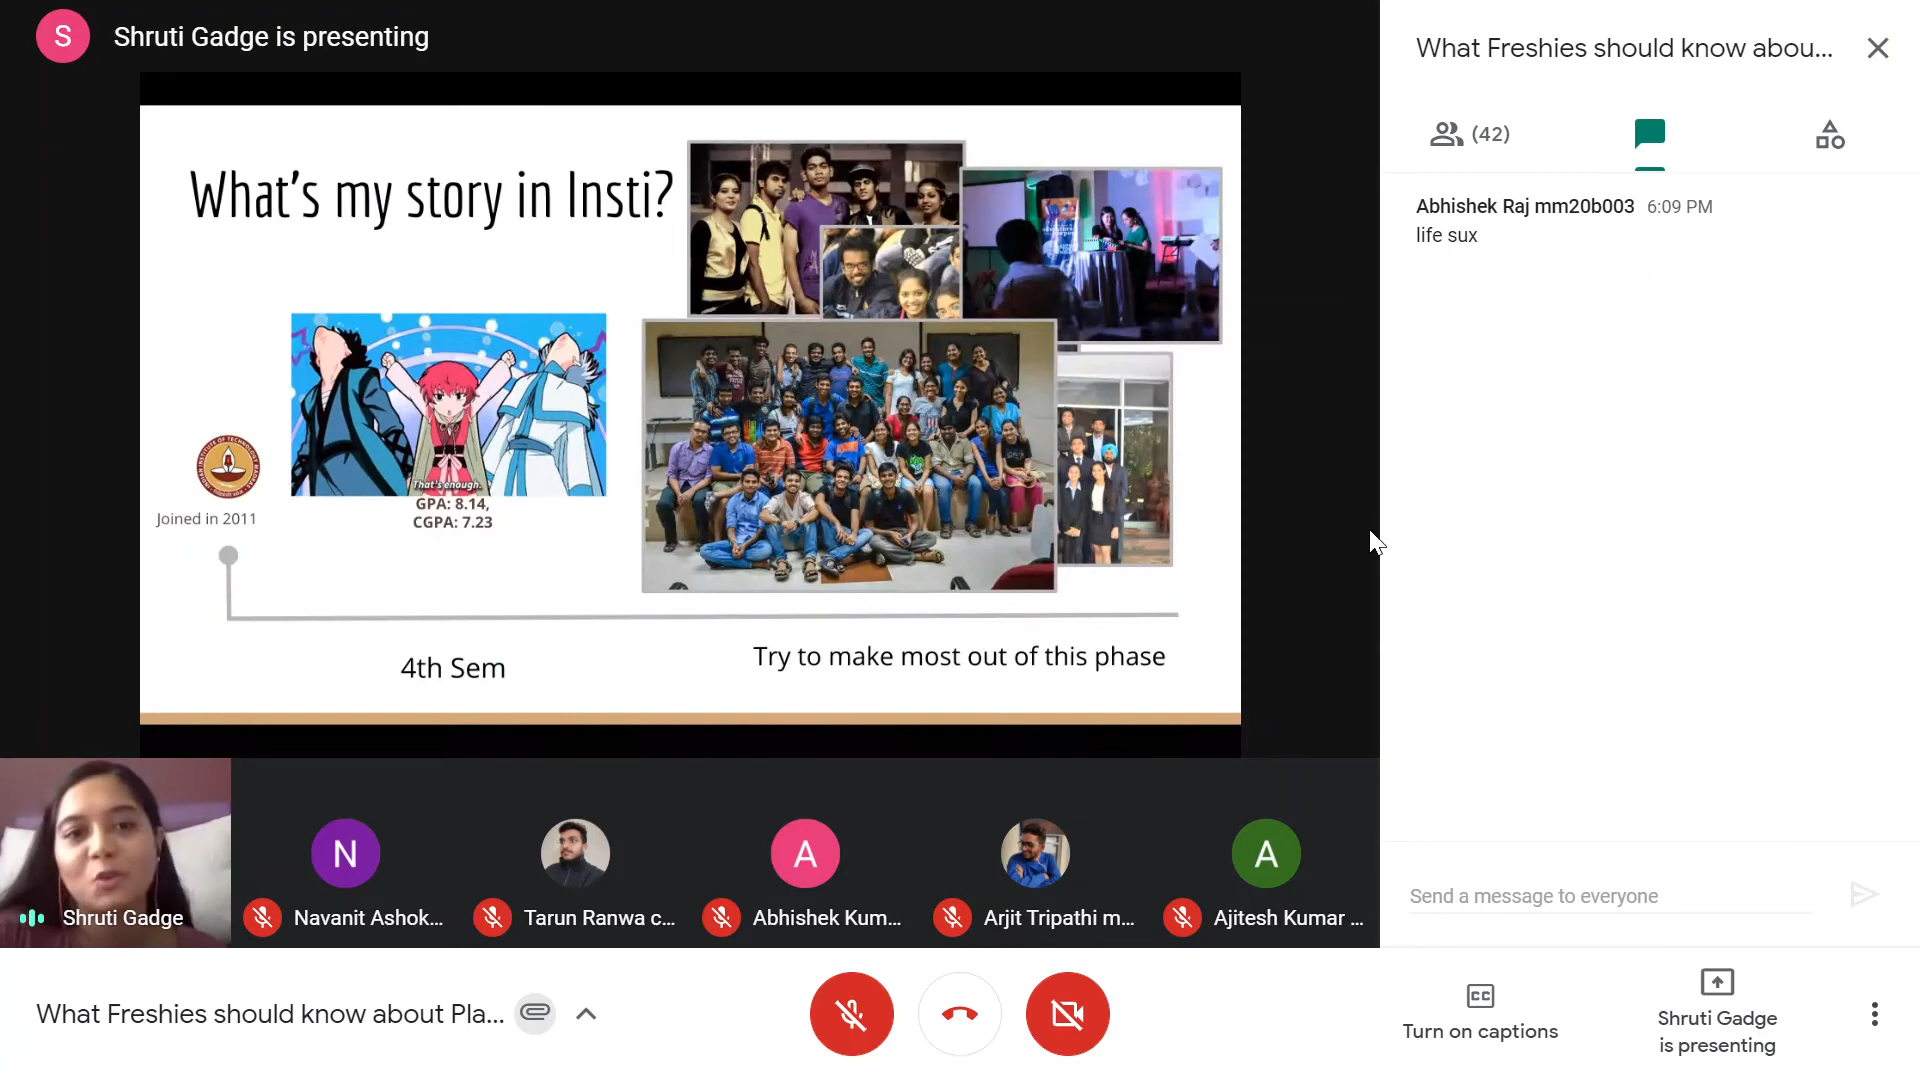 S
Shruti Gadge is presenting
What's my story in Insti?
That's enough.
GPA: 8.14,
CGPA: 7.23
Joined in 2011
4th Sem
Try to make most out of this phase
Shruti Gadge
N
Navanit Ashok...
Tarun Ranwa c...
A
Abhishek Kum...
Arjit Tripathi m...
A
Ajitesh Kumar ...
What Freshies should know about Pla...
What Freshies should know abou...
(42)
Abhishek Raj mm20b003 6:09 PM
life sux
Send a message to everyone
CC
Turn on captions
Shruti Gadge
is presenting